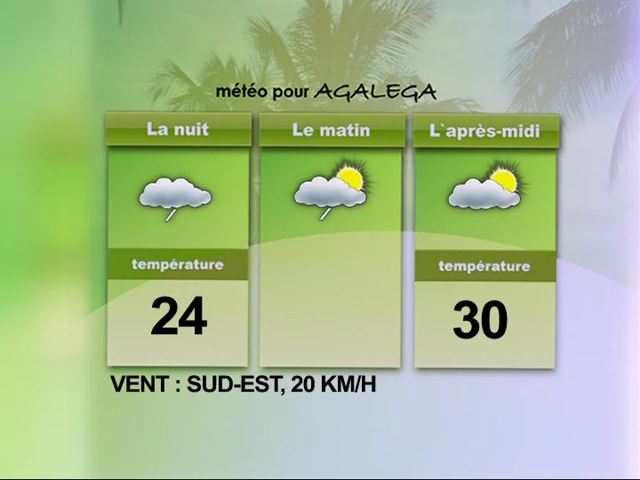 météo pour AGALEGA
La nuit
Le matin
L`après-midi
température
température
24
30
VENT : SUD-EST, 20 KM/H